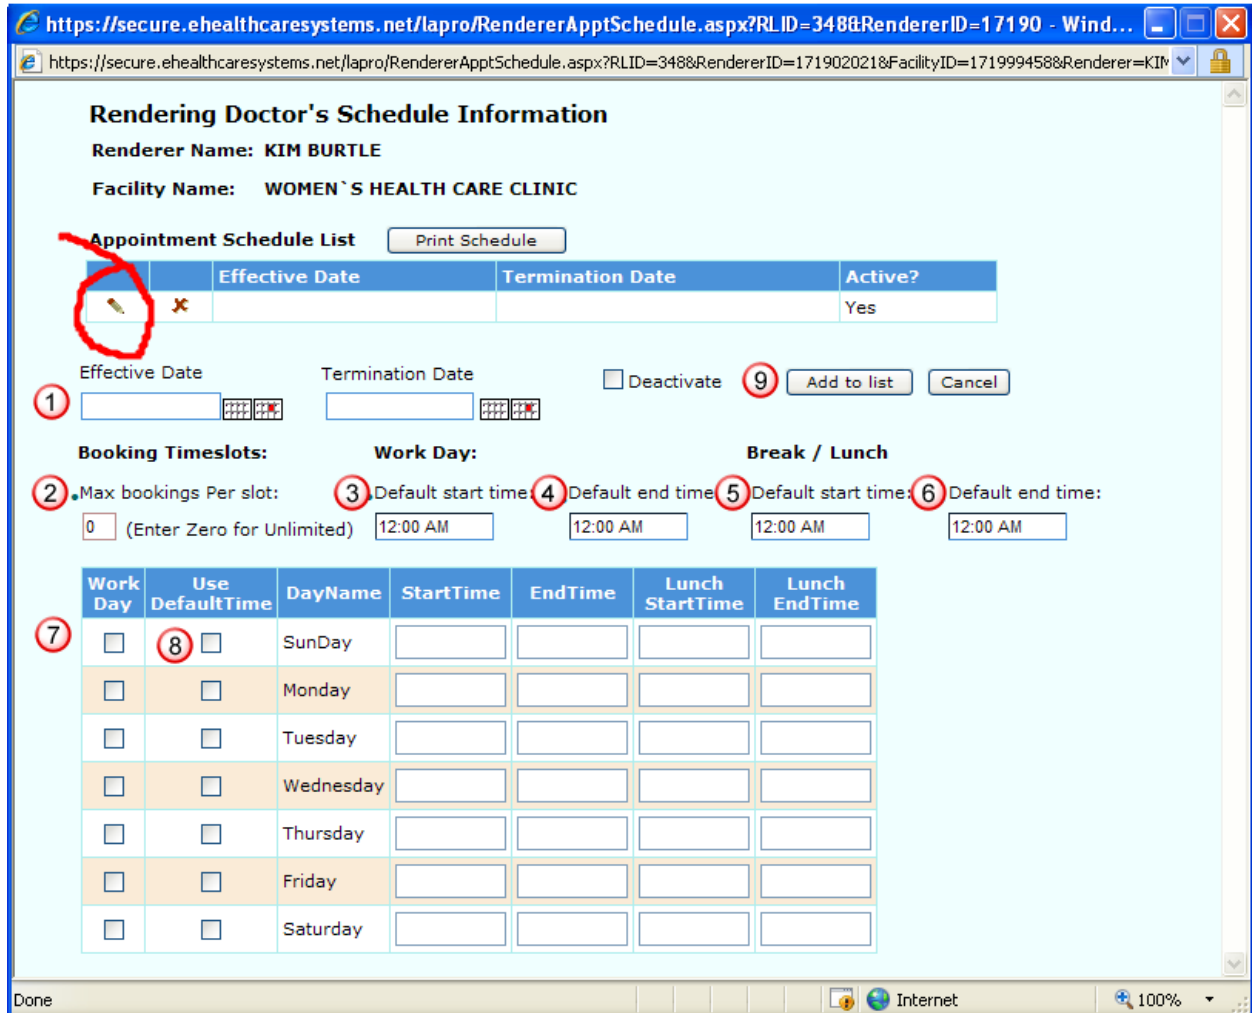 https://secure.ehealthcaresystems.net/lapro/RendererApptSchedule.aspx?RLID=348&RendererID=17190 - Wind...
https://secure.ehealthcaresystems.net/lapro/RendererApptSchedule.aspx?RLID=348&RendererID=171902021&FacilityID=171999458&Renderer=KIM
Rendering Doctor's Schedule Information
Renderer Name: KIM BURTLE
Facility Name: WOMEN`S HEALTH CARE CLINIC
Appointment Schedule List Print Schedule
Effective Date Termination Date Active?
Yes
Effective Date Termination Date Deactivate 9 Add to list Cancel
1
Booking Timeslots: Work Day: Break / Lunch
2 Max bookings Per slot: 3 Default start time: 4 Default end time 5 Default start time: 6 Default end time:
0 (Enter Zero for Unlimited) 12:00 AM 12:00 AM 12:00 AM 12:00 AM
Work Day Use DefaultTime DayName StartTime EndTime Lunch StartTime Lunch EndTime
7 8 SunDay
Monday
Tuesday
Wednesday
Thursday
Friday
Saturday
Done Internet 100%